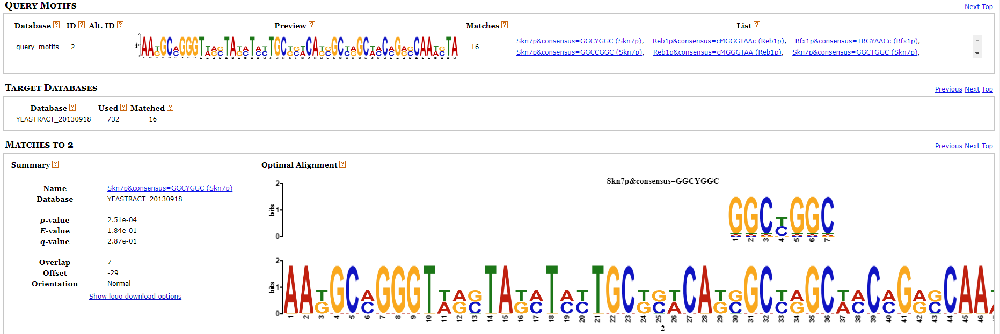 QUERY MOTIFS
Next Top
Database ? ID ? Alt. ID ? Preview ? Matches ? List ?
query_motifs 2 16 Skn7p&consensus=GGCYGGC (Skn7p), Reb1p&consensus=cMGGGTAAc (Reb1p), Rfx1p&consensus=TRGYAACc (Rfx1p),
Skn7p&consensus=GGCCGGC (Skn7p), Reb1p&consensus=cMGGGTAA (Reb1p), Skn7p&consensus=GGCTGGC (Skn7p),
TARGET DATABASES
Previous Next Top
Database ? Used ? Matched ?
YEASTRACT_20130918 732 16
MATCHES TO 2
Previous Next Top
Summary ? Optimal Alignment ?
Name Skn7p&consensus=GGCYGGC (Skn7p)
Database YEASTRACT_20130918
p-value 2.51e-04
E-value 1.84e-01
q-value 2.87e-01
Overlap 7
Offset -29
Orientation Normal
Show logo download options
Skn7p&consensus=GGCYGGC
2
1
0
bits
GGCTGGC
C
1 2 3 4 5 6 7
2
1
0
bits
1 2 3 4 5 6 7 8 9 10 11 12 13 14 15 16 17 18 19 20 21 22 23 24 25 26 27 28 29 30 31 32 33 34 35 36 37 38 39 40 41 42 43 44 45 46
2